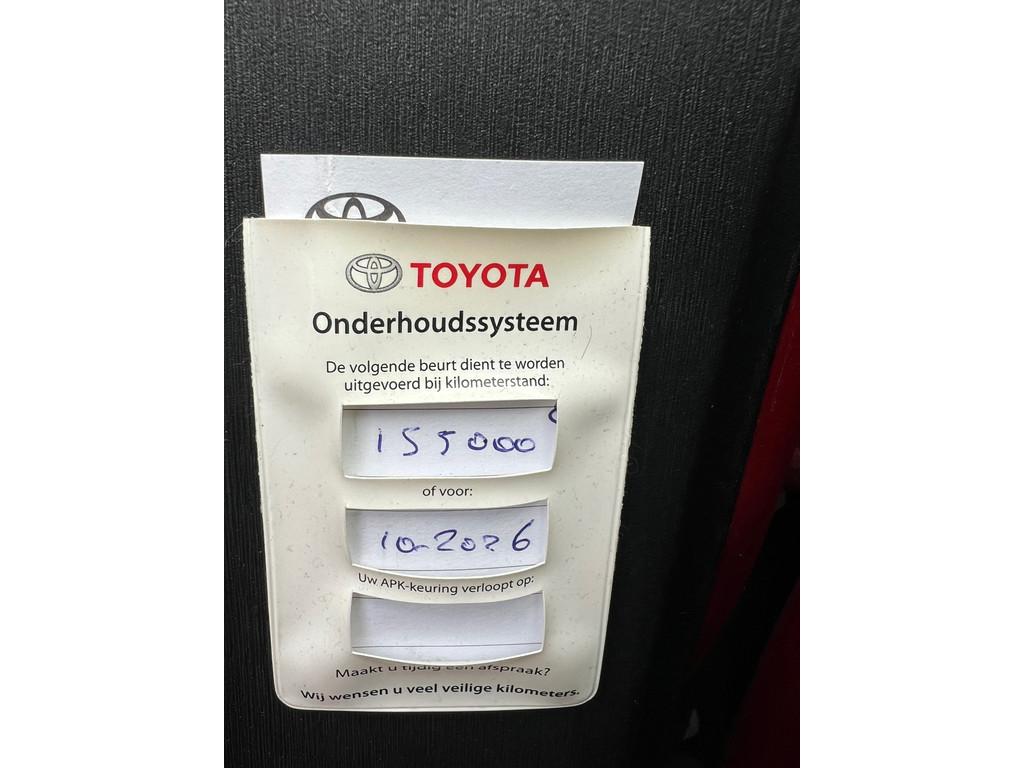 TOYOTA
Onderhoudssysteem
De volgende beurt dient te worden
uitgevoerd bij kilometerstand:
155000
of voor:
10-2026
Uw APK-keuring verloopt op:
Maakt u tijdig een afspraak?
Wij wensen u veel veilige kilometers.